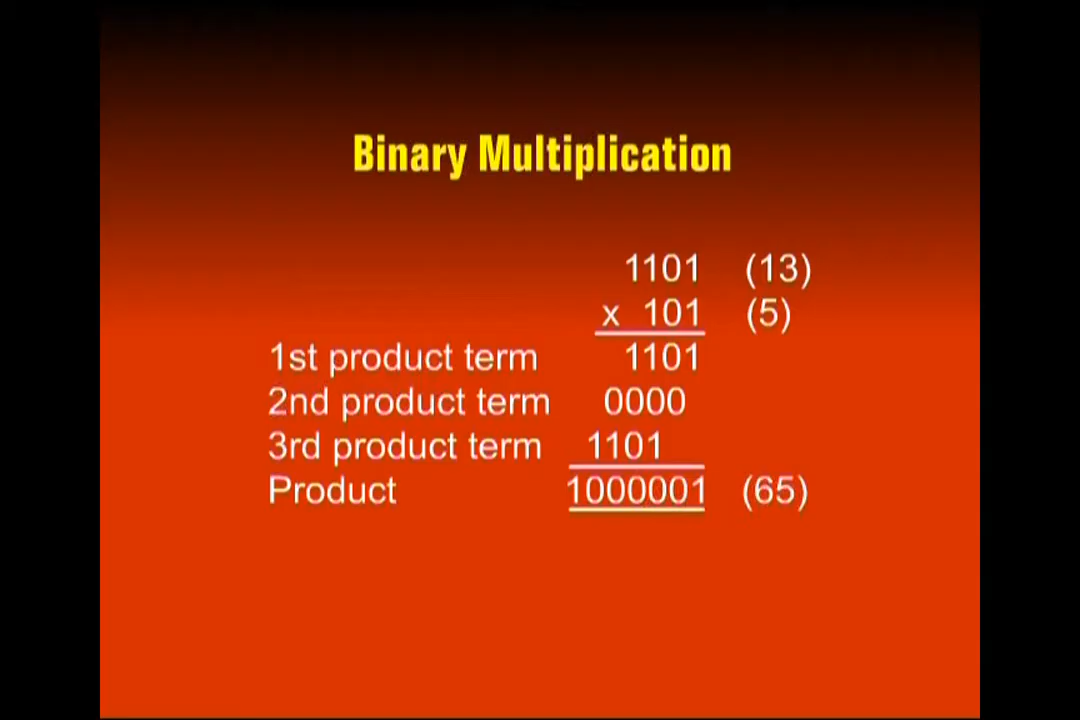 Binary Multiplication
1101 (13)
x 101 (5)
1st product term 1101
2nd product term 0000
3rd product term 1101
Product 1000001 (65)